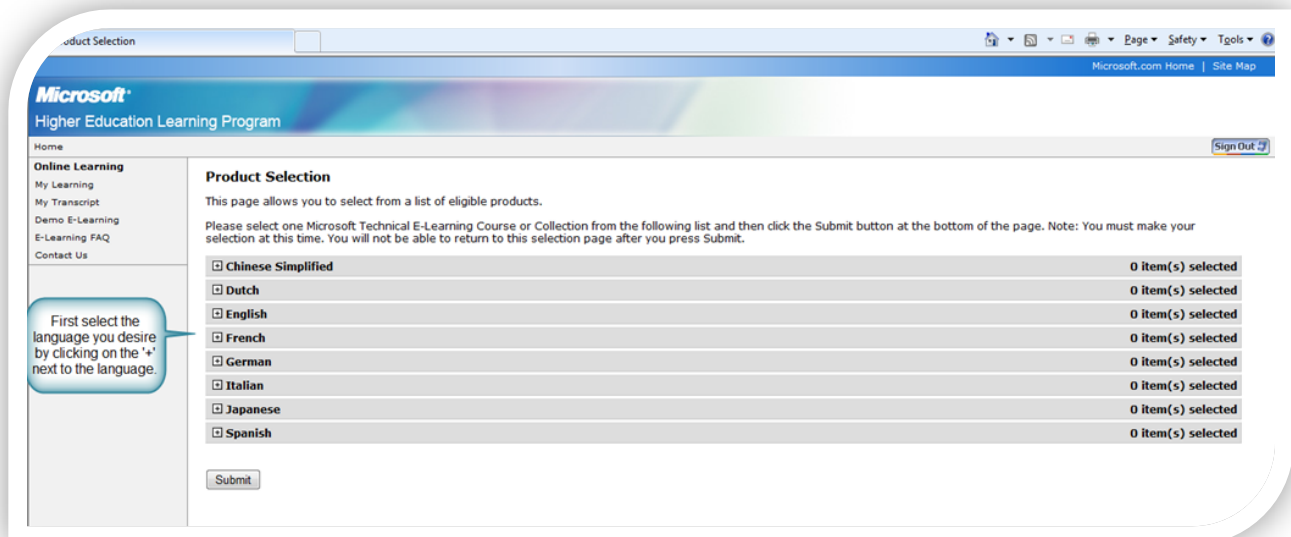 Product Selection
Page Safety Tools
Microsoft.com Home | Site Map
Microsoft
Higher Education Learning Program
Home
Sign Out
Online Learning
My Learning
My Transcript
Demo E-Learning
E-Learning FAQ
Contact Us
Product Selection
This page allows you to select from a list of eligible products.
Please select one Microsoft Technical E-Learning Course or Collection from the following list and then click the Submit button at the bottom of the page. Note: You must make your
selection at this time. You will not be able to return to this selection page after you press Submit.
Chinese Simplified 0 item(s) selected
Dutch 0 item(s) selected
English 0 item(s) selected
French 0 item(s) selected
German 0 item(s) selected
Italian 0 item(s) selected
Japanese 0 item(s) selected
Spanish 0 item(s) selected
First select the
language you desire
by clicking on the '+'
next to the language.
Submit